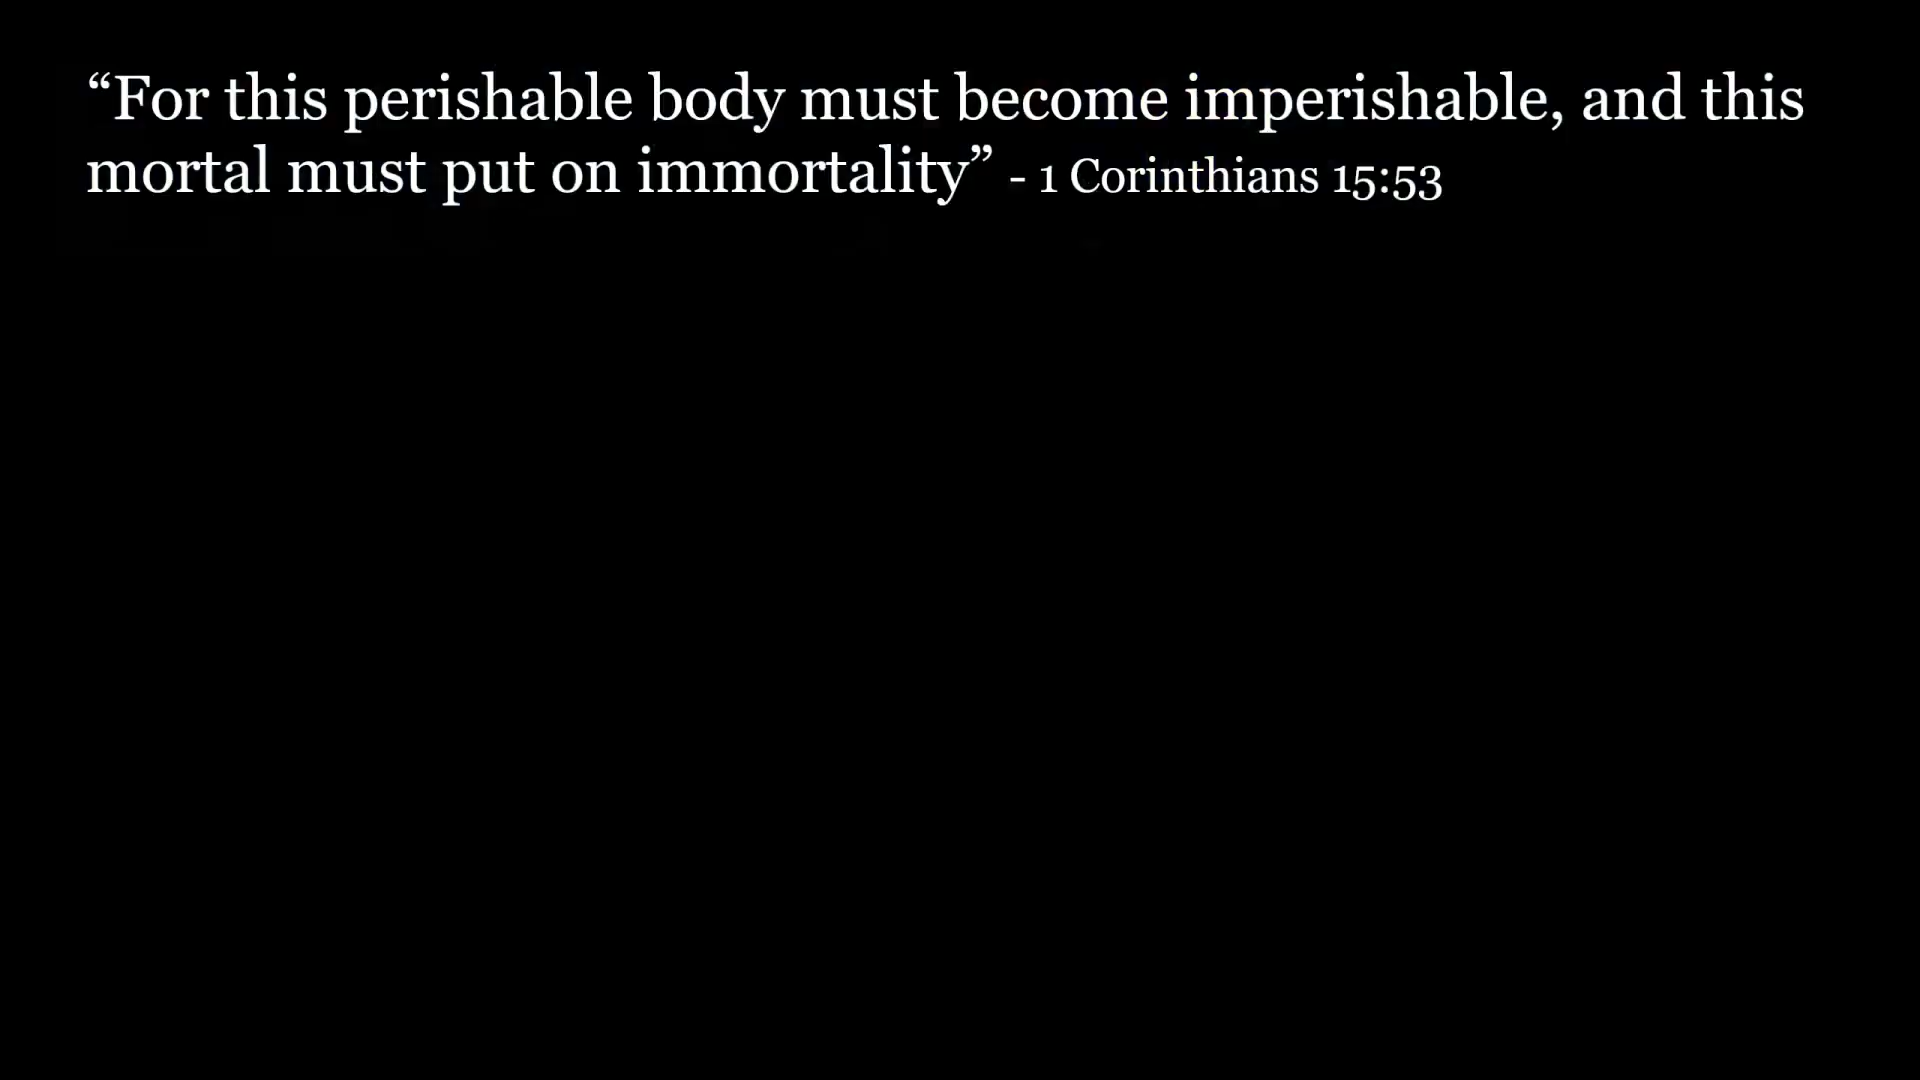 “For this perishable body must become imperishable, and this
mortal must put on immortality” - 1 Corinthians 15:53